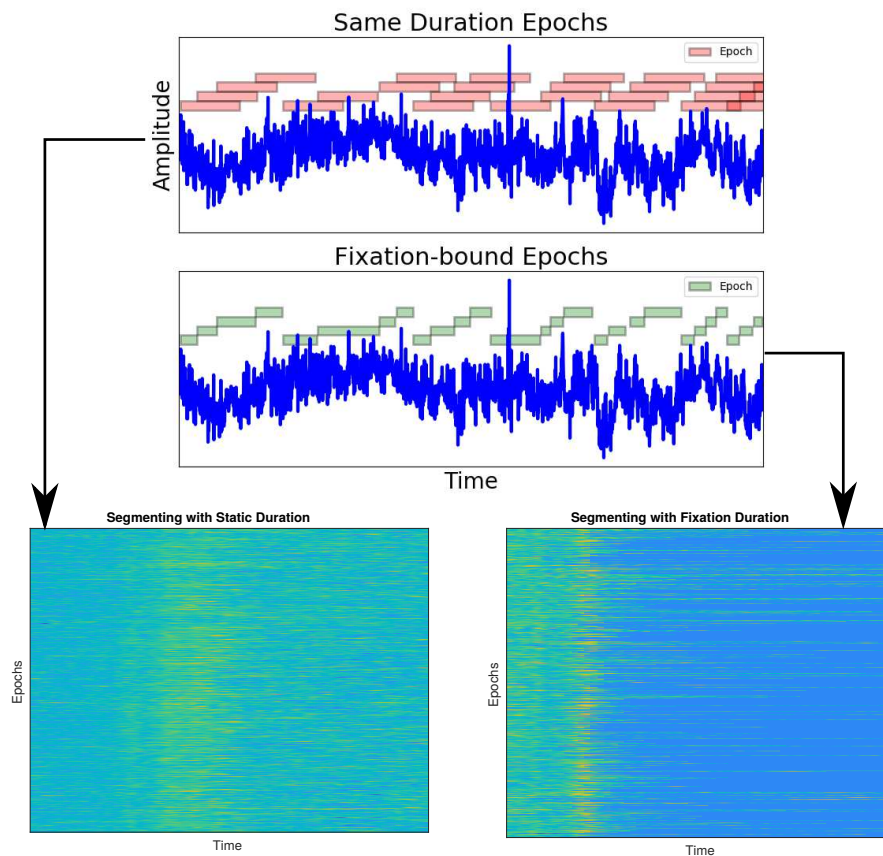 Same Duration Epochs
Epoch
Amplitude
Fixation-bound Epochs
Epoch
Time
Segmenting with Static Duration
Segmenting with Fixation Duration
Epochs
Epochs
Time
Time